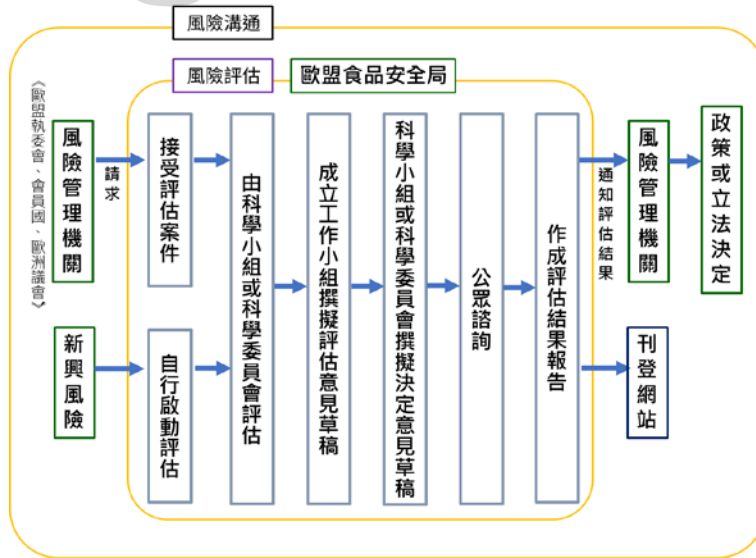 風險溝通
風險評估
歐盟食品安全局
《歐盟執委會、會員國、歐洲議會》
風險管理機關
請求
接受評估案件
新興風險
自行啟動評估
由科學小組或科學委員會評估
成立工作小組撰擬評估意見草稿
科學小組或科學委員會撰擬決定意見草稿
公眾諮詢
作成評估結果報告
通知評估結果
風險管理機關
政策或立法決定
刊登網站